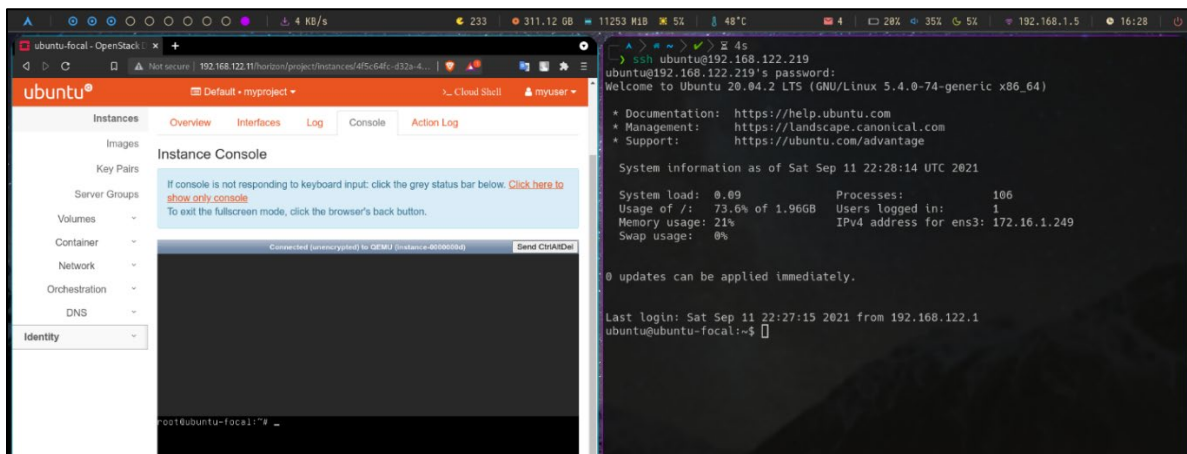 4 KB/s 233 311.12 GB 11253 MiB 5% 48°C 4 20% 35% 5% 192.168.1.5 16:28
ubuntu-focal - OpenStack D × +
Not secure | 192.168.122.11/horizon/project/instances/4f5c64fc-d32a-4...
ubuntu® Default • myproject >_ Cloud Shell myuser
Instances
Images
Key Pairs
Server Groups
Volumes
Container
Network
Orchestration
DNS
Identity
Overview Interfaces Log Console Action Log
Instance Console
If console is not responding to keyboard input: click the grey status bar below. Click here to
show only console
To exit the fullscreen mode, click the browser's back button.
Connected (unencrypted) to QEMU (instance-0000000d) Send CtrlAltDel
root@ubuntu-focal:~# _
~ 4s
ssh ubuntu@192.168.122.219
ubuntu@192.168.122.219's password:
Welcome to Ubuntu 20.04.2 LTS (GNU/Linux 5.4.0-74-generic x86_64)
* Documentation: https://help.ubuntu.com
* Management: https://landscape.canonical.com
* Support: https://ubuntu.com/advantage
System information as of Sat Sep 11 22:28:14 UTC 2021
System load: 0.09 Processes: 106
Usage of /: 73.6% of 1.96GB Users logged in: 1
Memory usage: 21% IPv4 address for ens3: 172.16.1.249
Swap usage: 0%
0 updates can be applied immediately.
Last login: Sat Sep 11 22:27:15 2021 from 192.168.122.1
ubuntu@ubuntu-focal:~$